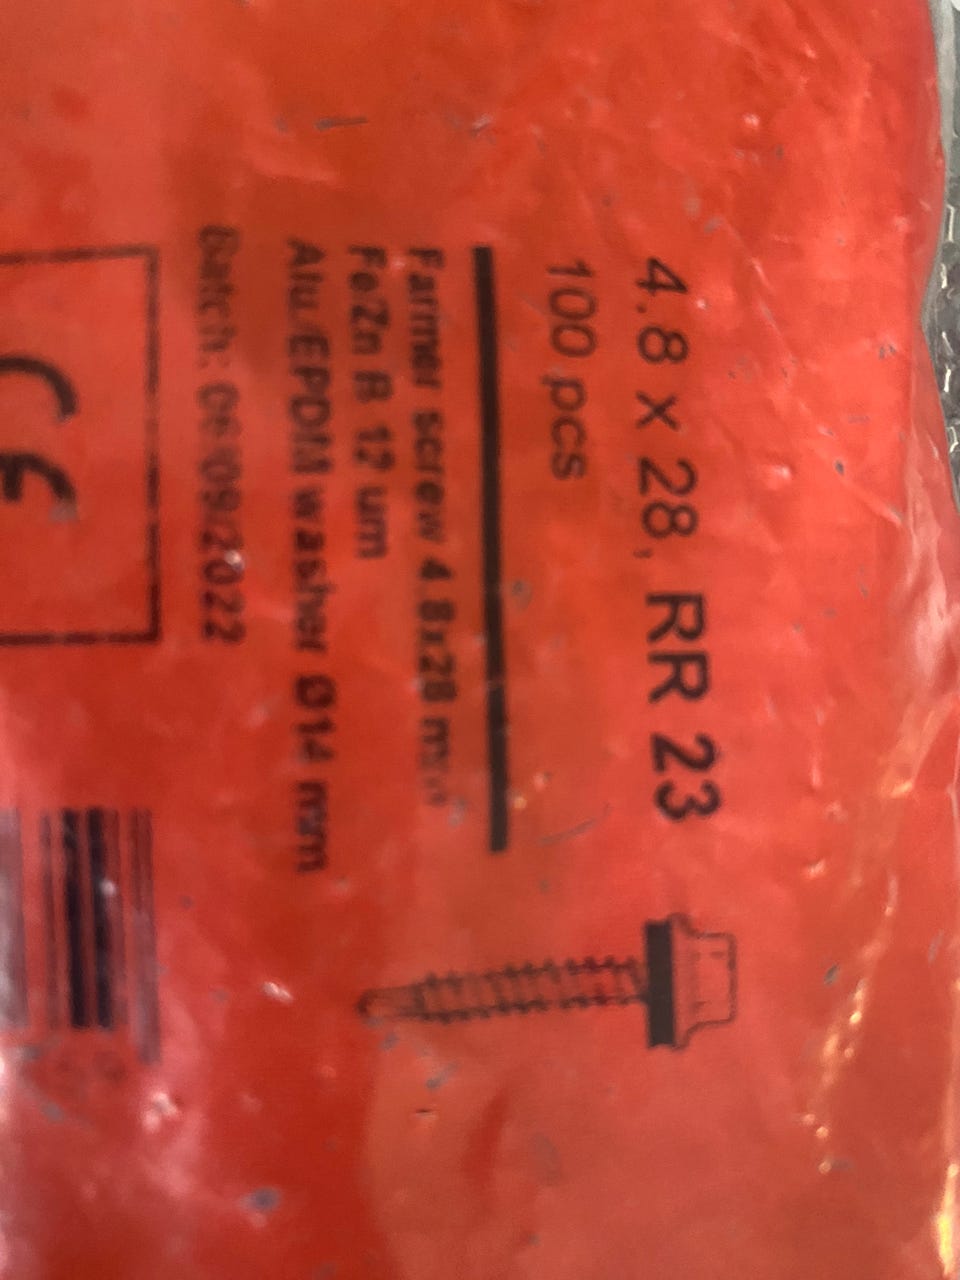 4.8 x 28, RR 23
100 pcs
Farmer screw 4.8x28 mm
FeZn B 12 um
Alu/EPDM washer Ø14 mm
Batch: 06/09/2022
CE